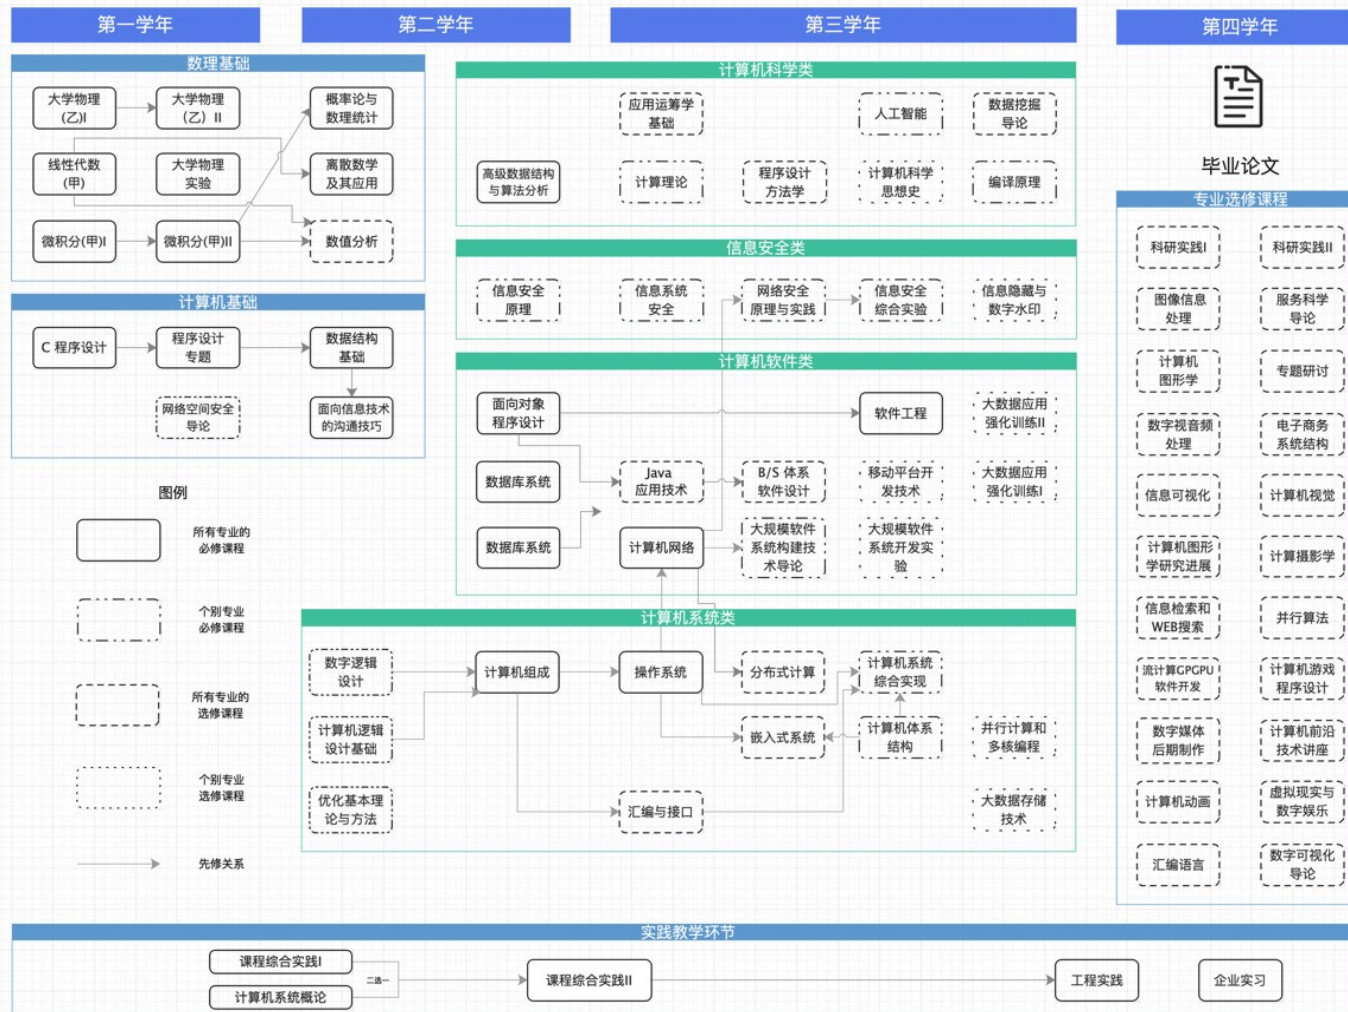 第一学年
第二学年
第三学年
第四学年
数理基础
大学物理
(乙)I
大学物理
（乙）II
概率论与
数理统计
线性代数
(甲)
大学物理
实验
离散数学
及其应用
微积分(甲)I
微积分(甲)II
数值分析
计算机基础
C 程序设计
程序设计
专题
数据结构
基础
网络空间安全
导论
面向信息技术
的沟通技巧
图例
所有专业的
必修课程
个别专业
必修课程
所有专业的
选修课程
个别专业
选修课程
先修关系
计算机科学类
应用运筹学
基础
人工智能
数据挖掘
导论
高级数据结构
与算法分析
计算理论
程序设计
方法学
计算机科学
思想史
编译原理
信息安全类
信息安全
原理
信息系统
安全
网络安全
原理与实践
信息安全
综合实验
信息隐藏与
数字水印
计算机软件类
面向对象
程序设计
软件工程
大数据应用
强化训练II
数据库系统
Java
应用技术
B/S 体系
软件设计
移动平台开
发技术
大数据应用
强化训练I
数据库系统
计算机网络
大规模软件
系统构建技
术导论
大规模软件
系统开发实
验
计算机系统类
数字逻辑
设计
计算机组成
操作系统
分布式计算
计算机系统
综合实现
计算机逻辑
设计基础
嵌入式系统
计算机体系
结构
并行计算和
多核编程
优化基本理
论与方法
汇编与接口
大数据存储
技术
毕业论文
专业选修课程
科研实践I
科研实践II
图像信息
处理
服务科学
导论
计算机
图形学
专题研讨
数字视音频
处理
电子商务
系统结构
信息可视化
计算机视觉
计算机图形
学研究进展
计算摄影学
信息检索和
WEB搜索
并行算法
流计算GPGPU
软件开发
计算机游戏
程序设计
数字媒体
后期制作
计算机前沿
技术讲座
计算机动画
虚拟现实与
数字娱乐
汇编语言
数字可视化
导论
实践教学环节
课程综合实践I
计算机系统概论
二选一
课程综合实践II
工程实践
企业实习